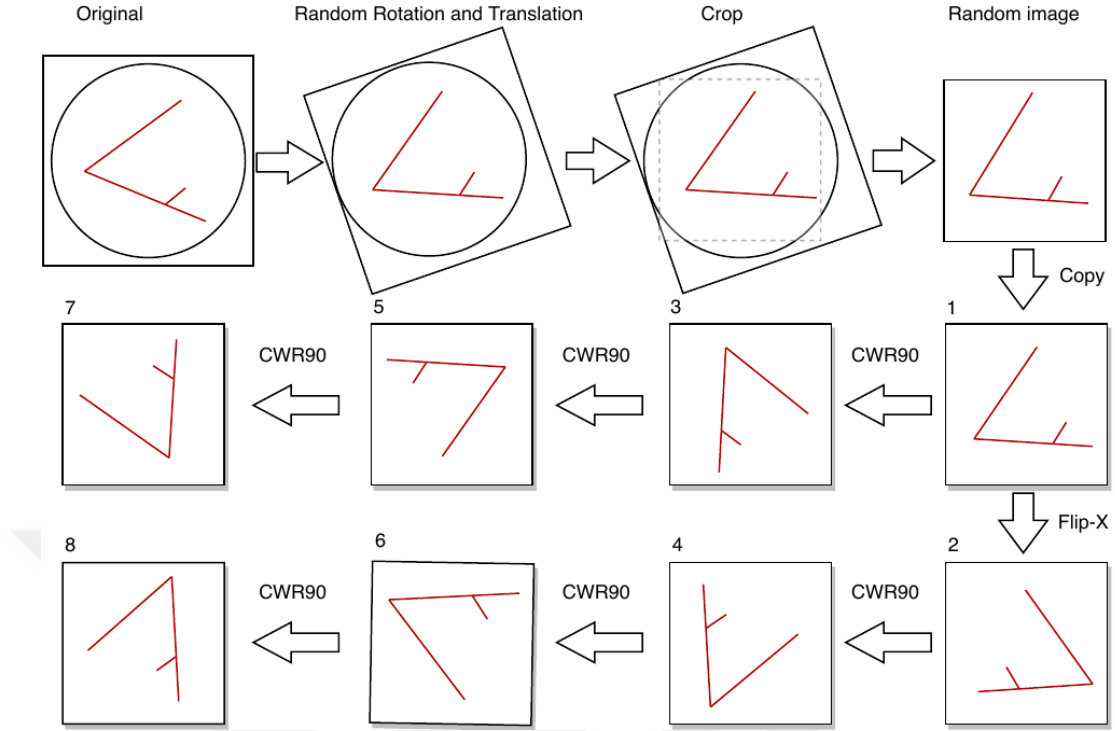 Original
Random Rotation and Translation
Crop
Random image
Copy
7
5
3
1
CWR90
CWR90
CWR90
Flip-X
8
6
4
2
CWR90
CWR90
CWR90